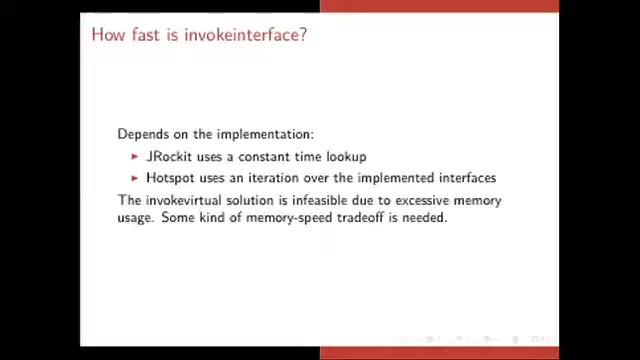 How fast is invokeinterface?
Depends on the implementation:
JRockit uses a constant time lookup
Hotspot uses an iteration over the implemented interfaces
The invokevirtual solution is infeasible due to excessive memory
usage. Some kind of memory-speed tradeoff is needed.